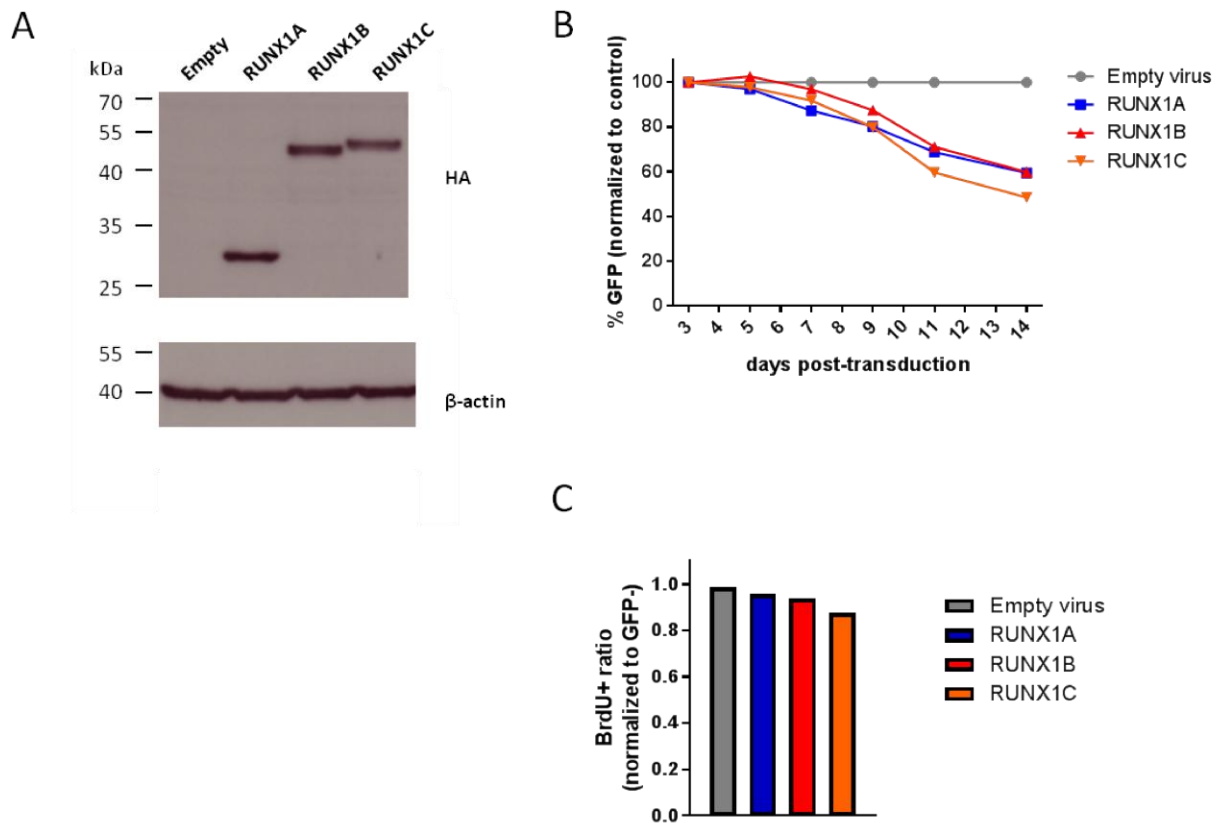 A
Empty
RUNX1A
RUNX1B
RUNX1C
kDa
70
55
40
35
25
HA
55
40
β-actin
B
% GFP (normalized to control)
100
80
60
40
20
0
3 4 5 6 7 8 9 10 11 12 13 14
days post-transduction
Empty virus
RUNX1A
RUNX1B
RUNX1C
C
BrdU+ ratio
(normalized to GFP-)
1.0
0.8
0.6
0.4
0.2
0.0
Empty virus
RUNX1A
RUNX1B
RUNX1C